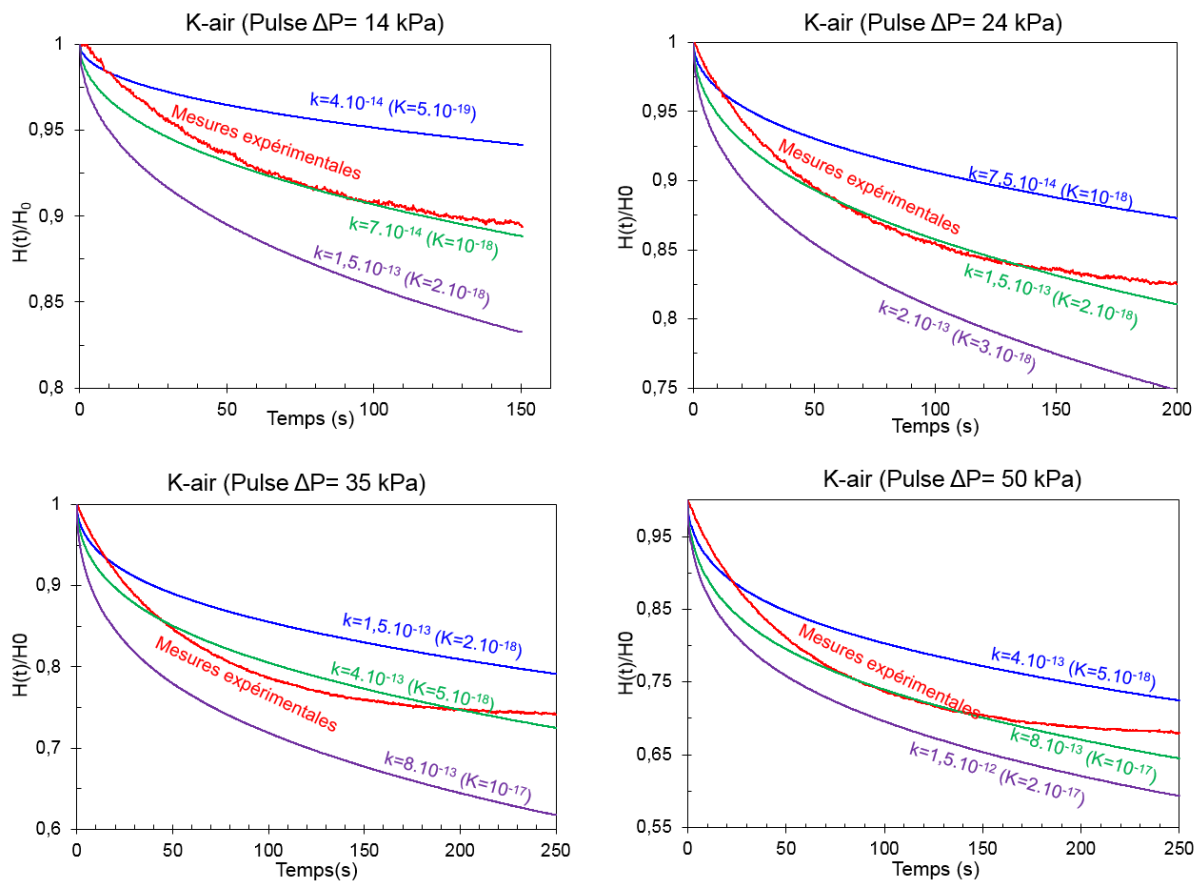 K-air (Pulse ΔP= 14 kPa)
H(t)/H₀
1
0,95
0,9
0,85
0,8
k=4.10⁻¹⁴ (K=5.10⁻¹⁹)
Mesures expérimentales
k=7.10⁻¹⁴ (K=10⁻¹⁸)
k=1,5.10⁻¹³ (K=2.10⁻¹⁸)
0
50
100
150
Temps (s)
K-air (Pulse ΔP= 24 kPa)
H(t)/H0
1
0,95
0,9
0,85
0,8
0,75
Mesures expérimentales
k=7,5.10⁻¹⁴ (K=10⁻¹⁸)
k=1,5.10⁻¹³ (K=2.10⁻¹⁸)
k=2.10⁻¹³ (K=3.10⁻¹⁸)
0
50
100
150
200
Temps (s)
K-air (Pulse ΔP= 35 kPa)
H(t)/H0
1
0,9
0,8
0,7
0,6
k=1,5.10⁻¹³ (K=2.10⁻¹⁸)
Mesures expérimentales
k=4.10⁻¹³ (K=5.10⁻¹⁸)
k=8.10⁻¹³ (K=10⁻¹⁷)
0
50
100
150
200
250
Temps(s)
K-air (Pulse ΔP= 50 kPa)
H(t)/H0
0,95
0,85
0,75
0,65
0,55
k=4.10⁻¹³ (K=5.10⁻¹⁸)
Mesures expérimentales
k=8.10⁻¹³ (K=10⁻¹⁷)
k=1,5.10⁻¹² (K=2.10⁻¹⁷)
0
50
100
150
200
250
Temps (s)